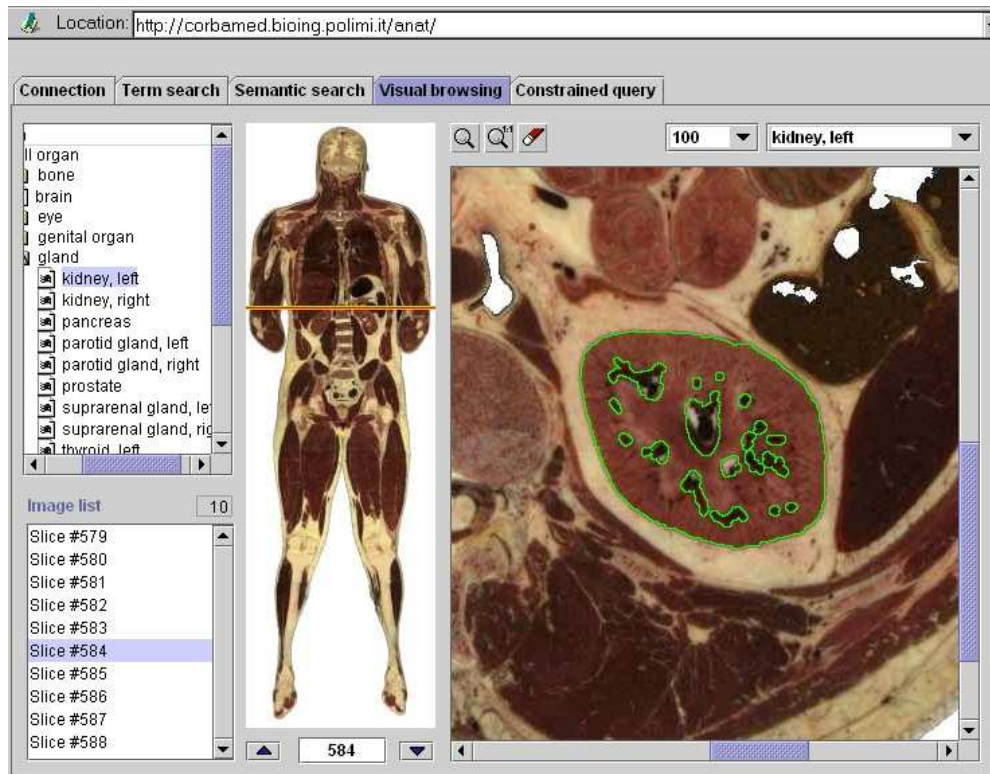 Location: http://corbamed.bioing.polimi.it/anat/
Connection Term search Semantic search Visual browsing Constrained query
100 kidney, left
ll organ
bone
brain
eye
genital organ
gland
kidney, left
kidney, right
pancreas
parotid gland, left
parotid gland, right
prostate
suprarenal gland, le
suprarenal gland, rig
thyroid, left
Image list 10
Slice #579
Slice #580
Slice #581
Slice #582
Slice #583
Slice #584
Slice #585
Slice #586
Slice #587
Slice #588
584